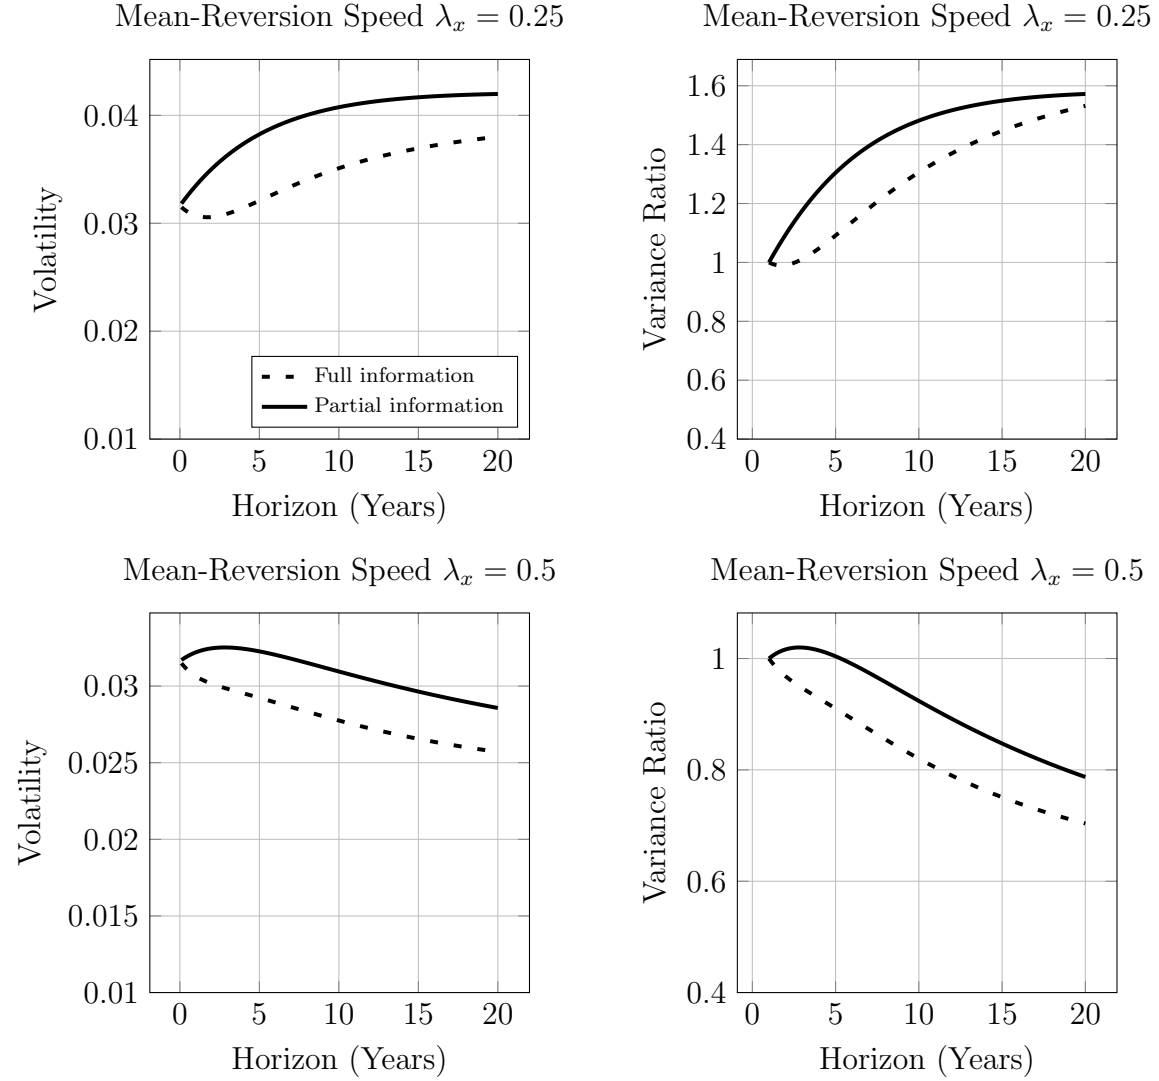 Mean-Reversion Speed λx = 0.25
Volatility
0.04
0.03
0.02
0.01
Full information
Partial information
0 5 10 15 20
Horizon (Years)
Mean-Reversion Speed λx = 0.25
Variance Ratio
1.6
1.4
1.2
1
0.8
0.6
0.4
0 5 10 15 20
Horizon (Years)
Mean-Reversion Speed λx = 0.5
Volatility
0.03
0.025
0.02
0.015
0.01
0 5 10 15 20
Horizon (Years)
Mean-Reversion Speed λx = 0.5
Variance Ratio
1
0.8
0.6
0.4
0 5 10 15 20
Horizon (Years)